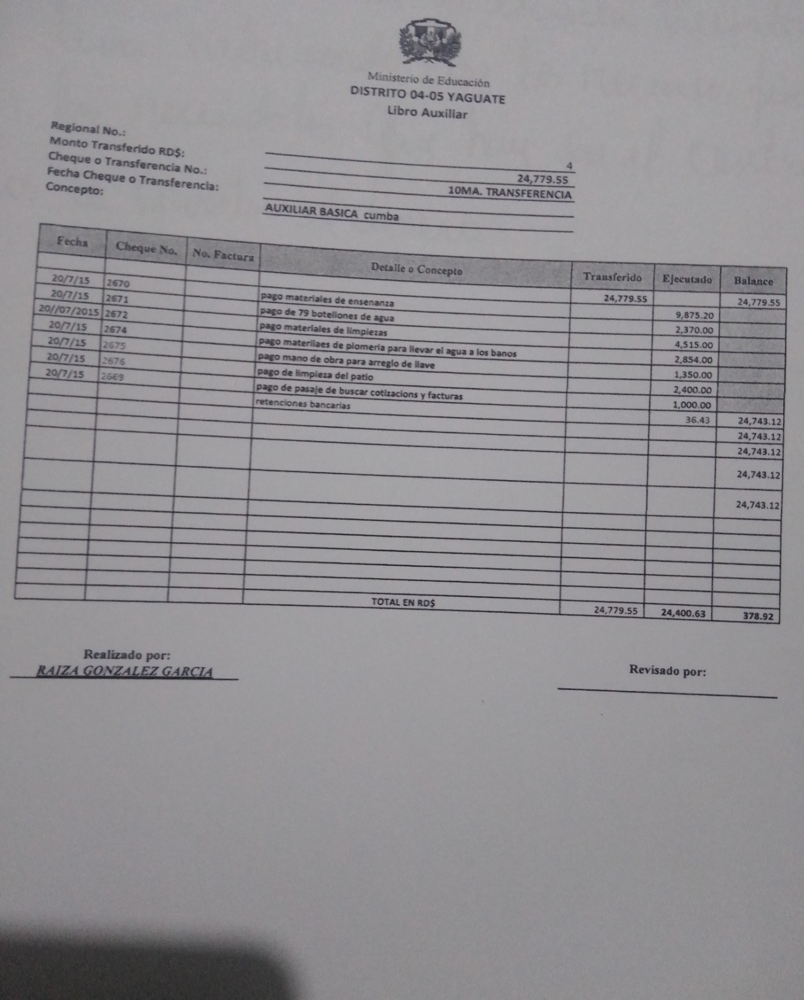 Ministerio de Educación
DISTRITO 04-05 YAGUATE
Libro Auxiliar
Regional No.: 4
Monto Transferido RD$: 24,779.55
Cheque o Transferencia No.: 10MA. TRANSFERENCIA
Fecha Cheque o Transferencia:
Concepto: AUXILIAR BASICA cumba
Fecha Cheque No. No. Factura Detalle o Concepto Transferido Ejecutado Balance
24,779.55 24,779.55
20/7/15 2670 pago materiales de ensenanza 9,875.20
20/7/15 2671 pago de 79 botellones de agua 2,370.00
20//07/2015 2672 pago materiales de limpiezas 4,515.00
20/7/15 2674 pago materilaes de plomeria para llevar el agua a los banos 2,854.00
20/7/15 2675 pago mano de obra para arreglo de llave 1,350.00
20/7/15 2676 pago de limpieza del patio 2,400.00
20/7/15 2669 pago de pasaje de buscar cotizacions y facturas 1,000.00
retenciones bancarias 36.43 24,743.12
24,743.12
24,743.12
24,743.12
24,743.12
TOTAL EN RD$ 24,779.55 24,400.63 378.92
Realizado por:
RAIZA GONZALEZ GARCIA
Revisado por: